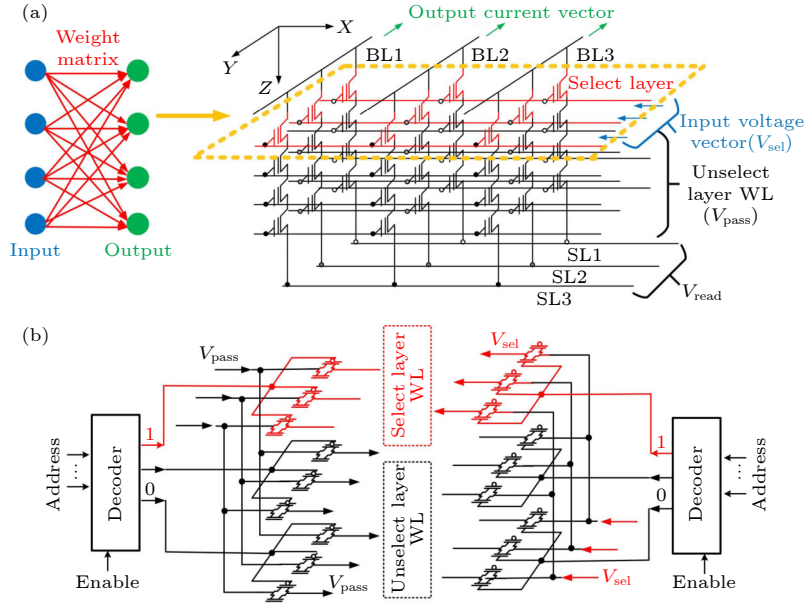 (a)
Output current vector
Weight
matrix
X
Y
Z
BL1
BL2
BL3
Select layer
Input voltage
vector(Vsel)
Unselect
layer WL
(Vpass)
Input
Output
SL1
SL2
SL3
Vread
(b)
Vpass
Select layer
WL
Vsel
1
1
Address
...
Decoder
0
Enable
Unselect layer
WL
Vpass
0
Decoder
Address
...
Vsel
Enable